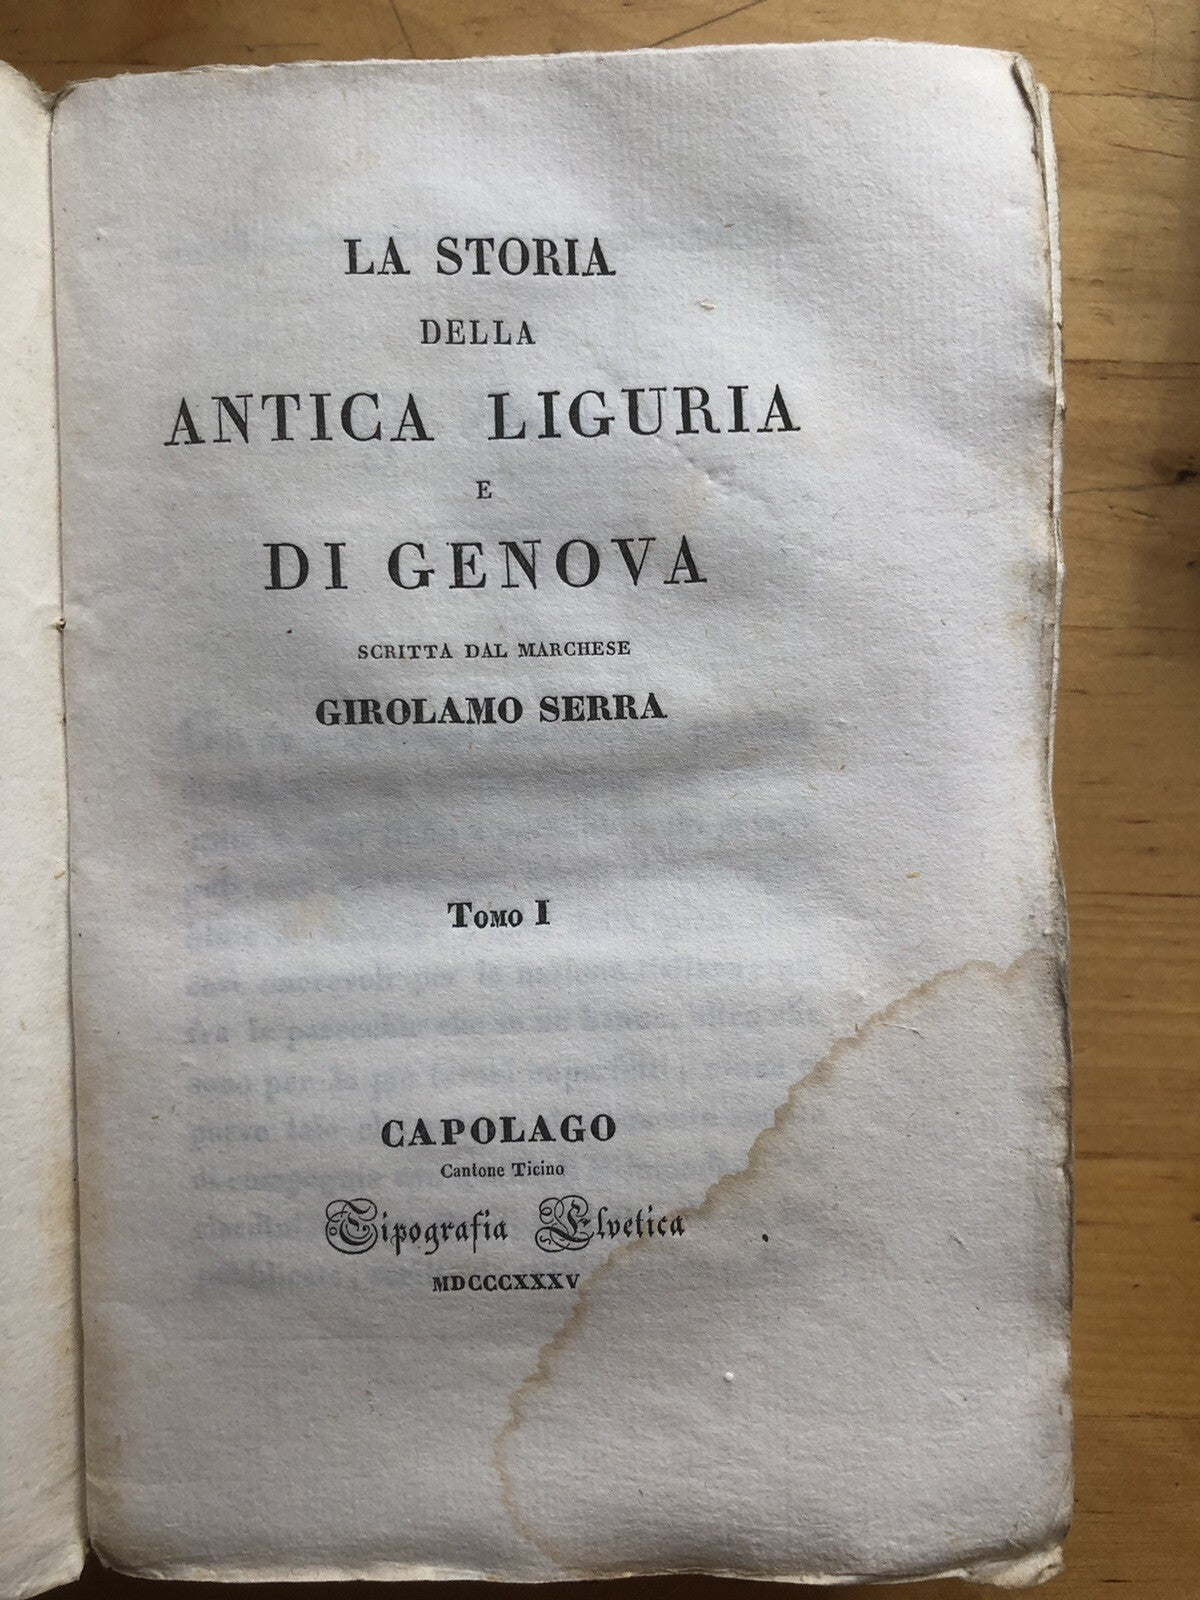 LA STORIA
DELLA
ANTICA LIGURIA
E
DI GENOVA
SCRITTA DAL MARCHESE
GIROLAMO SERRA
TOMO I
CAPOLAGO
Cantone Ticino
Tipografia Elvetica
MDCCCXXXV